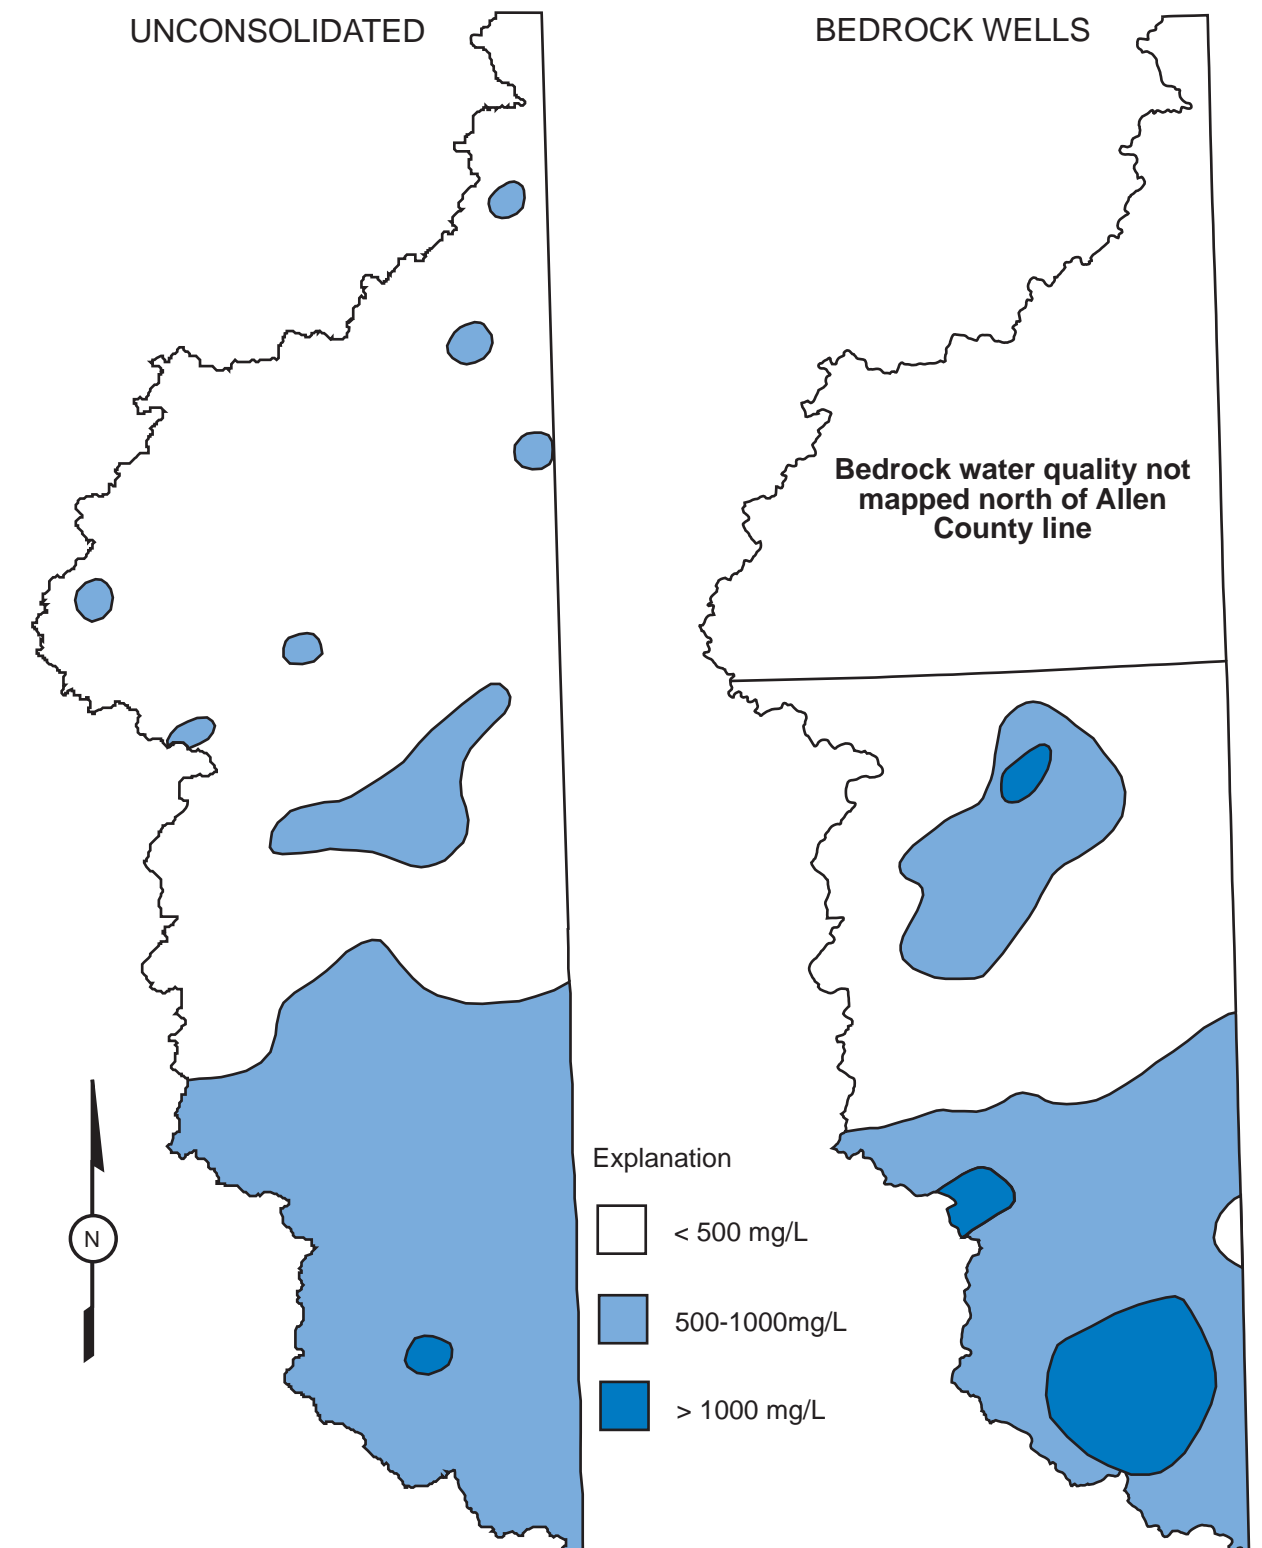 UNCONSOLIDATED
BEDROCK WELLS
Bedrock water quality not
mapped north of Allen
County line
Explanation
< 500 mg/L
500-1000mg/L
> 1000 mg/L
N